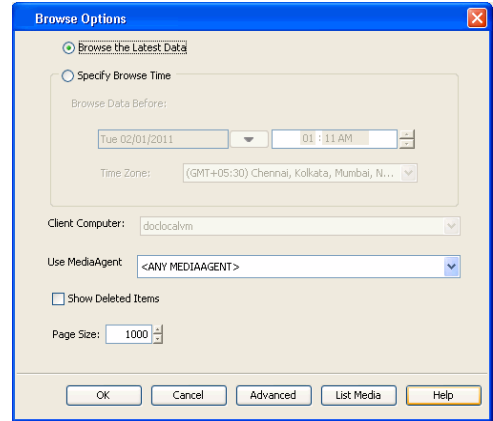 Browse Options
Browse the Latest Data
Specify Browse Time
Browse Data Before:
Tue 02/01/2011 01 : 11 AM
Time Zone: (GMT+05:30) Chennai, Kolkata, Mumbai, N...
Client Computer: doclocalvm
Use MediaAgent <ANY MEDIAAGENT>
Show Deleted Items
Page Size: 1000
OK Cancel Advanced List Media Help